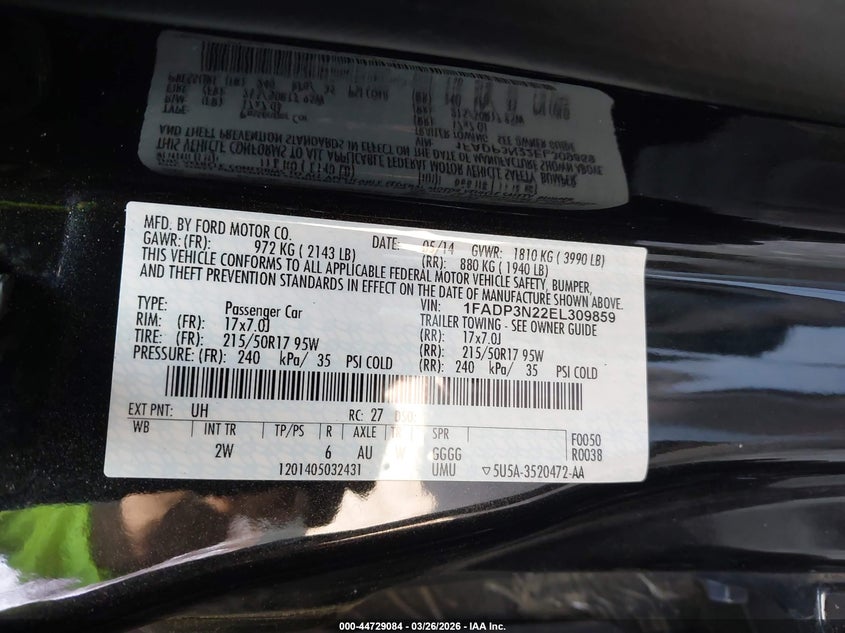 MFD. BY FORD MOTOR CO.
DATE: 05/14 GVWR: 1810 KG ( 3990 LB)
GAWR: (FR): 972 KG ( 2143 LB) (RR): 880 KG ( 1940 LB)
THIS VEHICLE CONFORMS TO ALL APPLICABLE FEDERAL MOTOR VEHICLE SAFETY, BUMPER,
AND THEFT PREVENTION STANDARDS IN EFFECT ON THE DATE OF MANUFACTURE SHOWN ABOVE.
VIN: 1FADP3N22EL309859
TYPE: Passenger Car TRAILER TOWING - SEE OWNER GUIDE
RIM: (FR): 17x7.0J (RR): 17x7.0J
TIRE: (FR): 215/50R17 95W (RR): 215/50R17 95W
PRESSURE: (FR): 240 kPa/ 35 PSI COLD (RR): 240 kPa/ 35 PSI COLD
EXT PNT: UH RC: 27 DSO:
WB INT TR TP/PS R AXLE TR SPR F0050
2W 6 AU W GGGG R0038
1201405032431 UMU ▽5U5A-3520472-AA
000-44729084 - 03/26/2026 - IAA Inc.